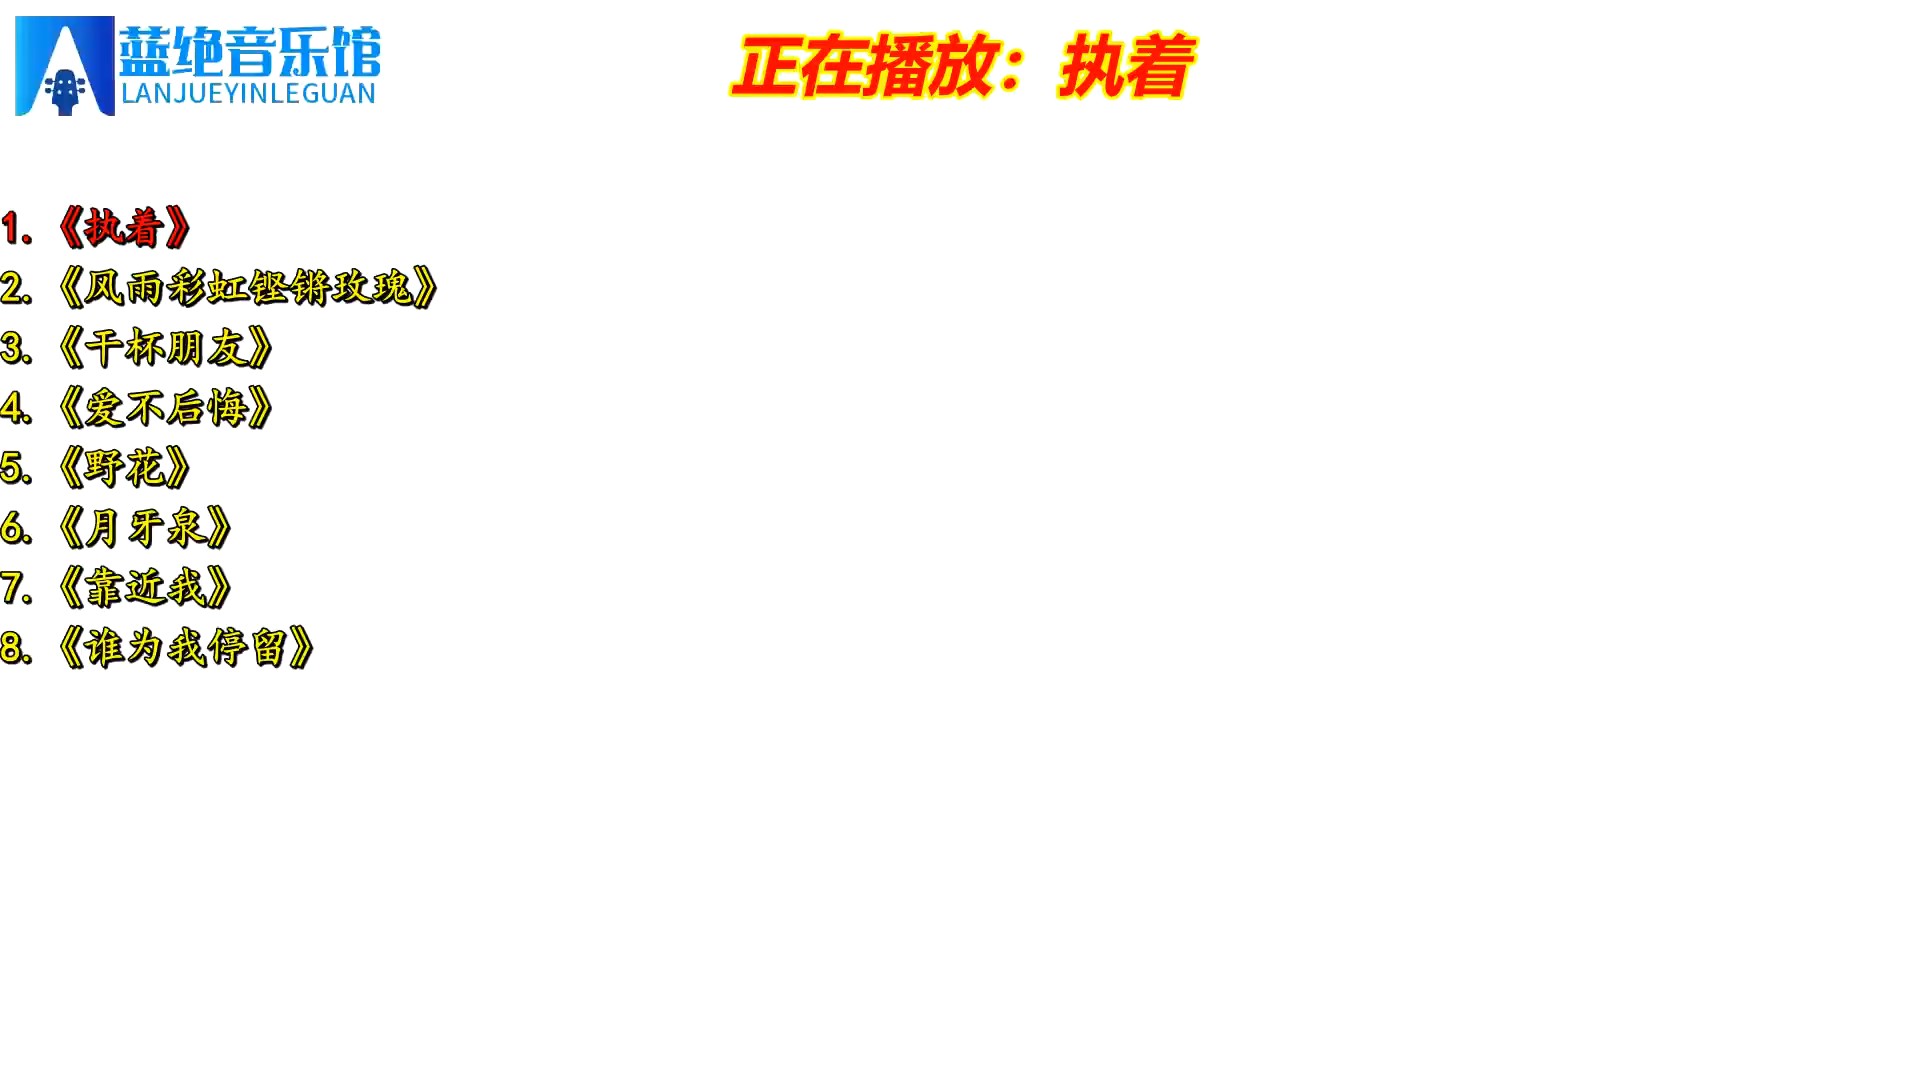 蓝绝音乐馆
LANJUEYINLEGUAN
正在播放：执着
1.《执着》
2.《风雨彩虹铿锵玫瑰》
3.《干杯朋友》
4.《爱不后悔》
5.《野花》
6.《月牙泉》
7.《靠近我》
8.《谁为我停留》